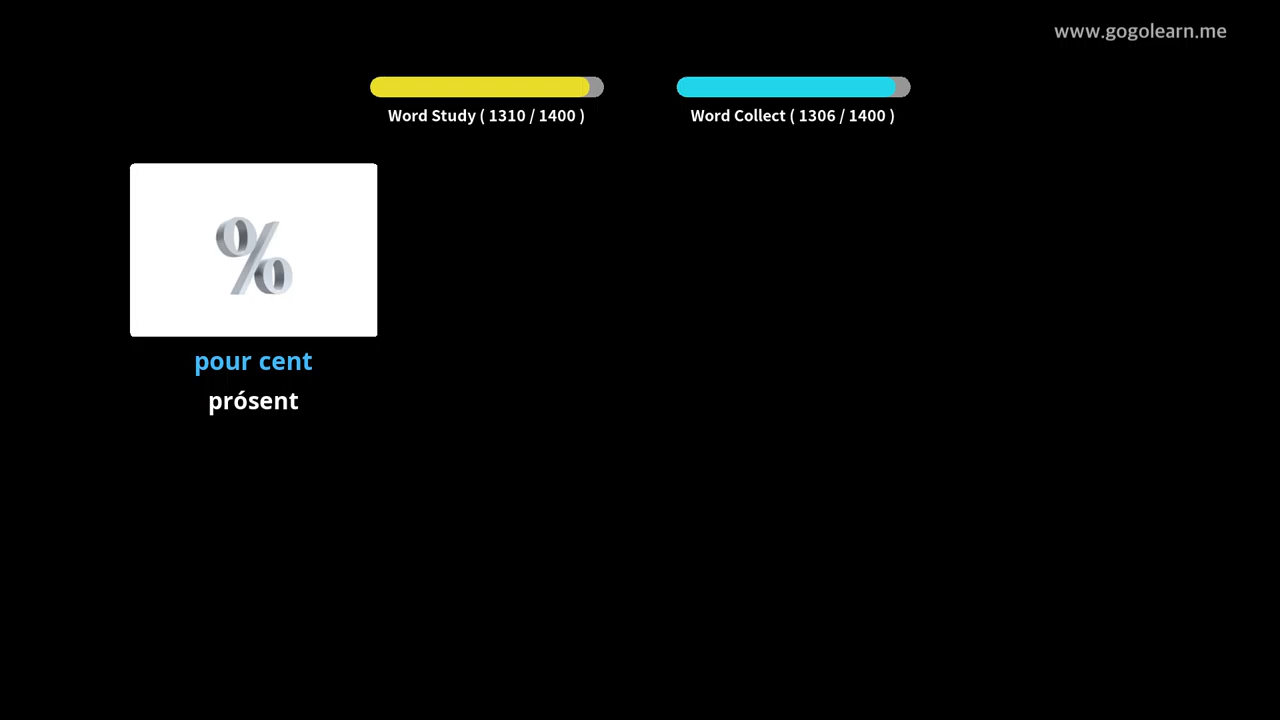 www.gogolearn.me
Word Study ( 1310 / 1400 )
Word Collect ( 1306 / 1400 )
%
pour cent
prósent